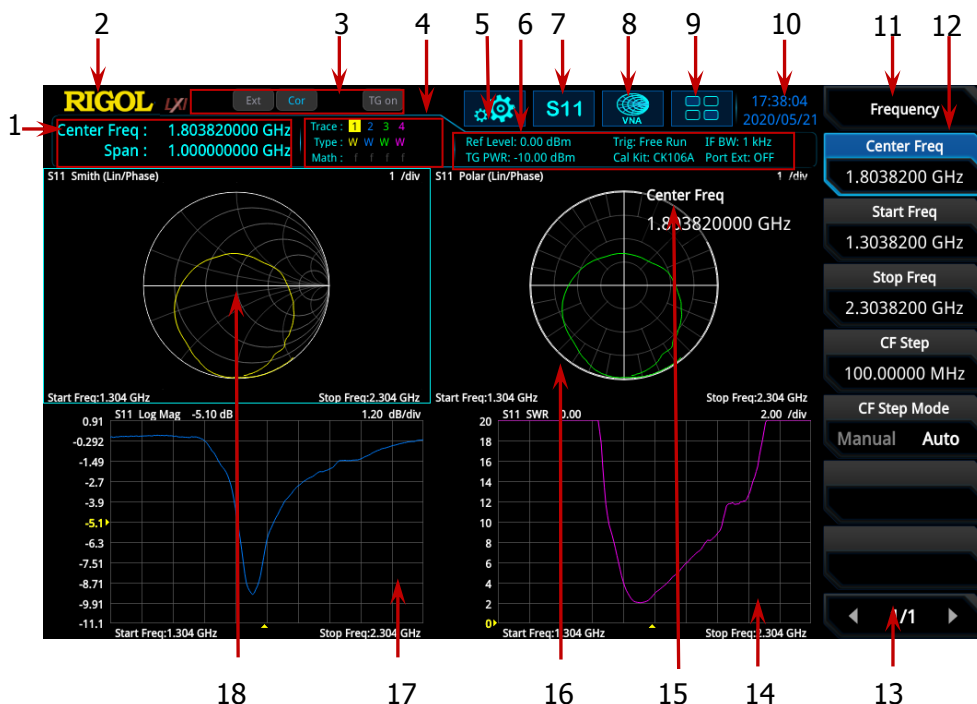 2 3 4 5 6 7 8 9 10 11 12
RIGOL LXI Ext Cor TG on
S11
VNA
17:38:04
2020/05/21
Frequency
1
Center Freq : 1.803820000 GHz
Span : 1.000000000 GHz
Trace : 1 2 3 4
Type : W W W W
Math : f f f f
Ref Level: 0.00 dBm Trig: Free Run IF BW: 1 kHz
TG PWR: -10.00 dBm Cal Kit: CK106A Port Ext: OFF
Center Freq
1.8038200 GHz
Start Freq
1.3038200 GHz
Stop Freq
2.3038200 GHz
CF Step
100.00000 MHz
CF Step Mode
Manual Auto
1/1
S11 Smith (Lin/Phase) 1 /div
Start Freq:1.304 GHz Stop Freq:2.304 GHz
S11 Polar (Lin/Phase) 1 /div
Center Freq
1.803820000 GHz
Start Freq:1.304 GHz Stop Freq:2.304 GHz
S11 Log Mag -5.10 dB 1.20 dB/div
0.91
-0.292
-1.49
-2.7
-3.9
-5.1
-6.3
-7.51
-8.71
-9.91
-11.1
Start Freq:1.304 GHz Stop Freq:2.304 GHz
S11 SWR 0.00 2.00 /div
20
18
16
14
12
10
8
6
4
2
0
Start Freq:1.304 GHz Stop Freq:2.304 GHz
18 17 16 15 14 13